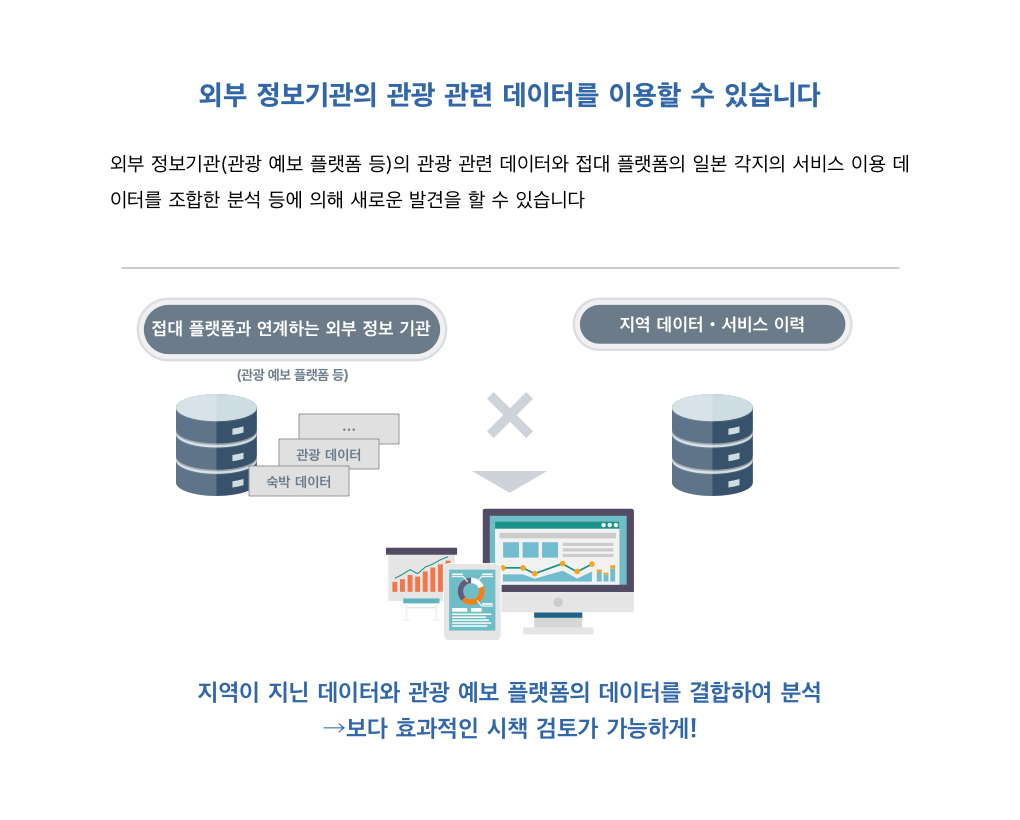 외부 정보기관의 관광 관련 데이터를 이용할 수 있습니다
외부 정보기관(관광 예보 플랫폼 등)의 관광 관련 데이터와 접대 플랫폼의 일본 각지의 서비스 이용 데
이터를 조합한 분석 등에 의해 새로운 발견을 할 수 있습니다
접대 플랫폼과 연계하는 외부 정보 기관
지역 데이터・서비스 이력
(관광 예보 플랫폼 등)
…
관광 데이터
숙박 데이터
지역이 지닌 데이터와 관광 예보 플랫폼의 데이터를 결합하여 분석
→보다 효과적인 시책 검토가 가능하게!